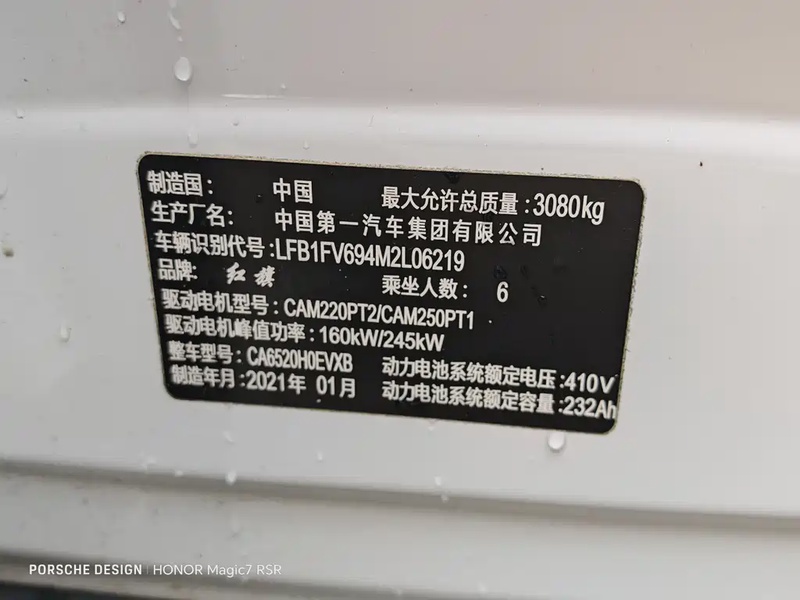 制造国： 中国 最大允许总质量：3080kg
生产厂名： 中国第一汽车集团有限公司
车辆识别代号：LFB1FV694M2L06219
品牌： 红旗 乘坐人数： 6
驱动电机型号：CAM220PT2/CAM250PT1
驱动电机峰值功率：160kW/245kW
整车型号：CA6520H0EVXB 动力电池系统额定电压：410V
制造年月：2021年 01月 动力电池系统额定容量：232Ah
PORSCHE DESIGN | HONOR Magic7 RSR